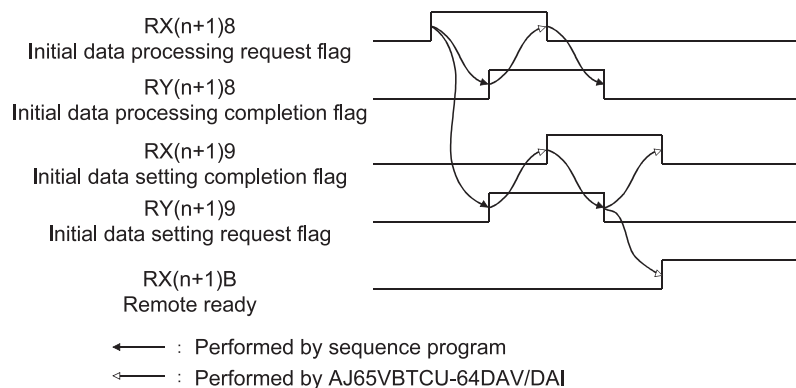 RX(n+1)8
Initial data processing request flag
RY(n+1)8
Initial data processing completion flag
RX(n+1)9
Initial data setting completion flag
RY(n+1)9
Initial data setting request flag
RX(n+1)B
Remote ready
: Performed by sequence program
: Performed by AJ65VBTCU-64DAV/DAI